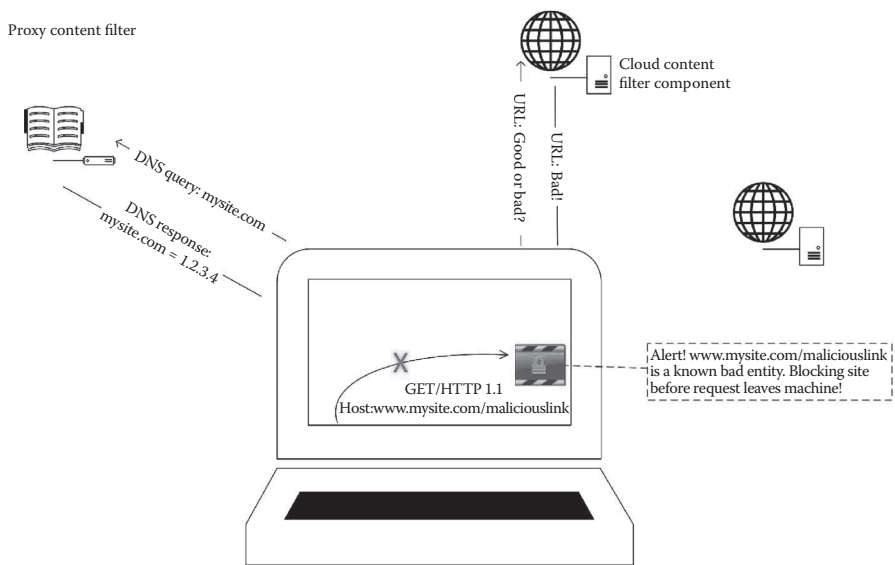 Proxy content filter
Cloud content
filter component
DNS query: mysite.com
DNS response:
mysite.com = 1.2.3.4
URL: Good or bad?
URL: Bad!
X
GET/HTTP 1.1
Host:www.mysite.com/maliciouslink
Alert! www.mysite.com/maliciouslink
is a known bad entity. Blocking site
before request leaves machine!